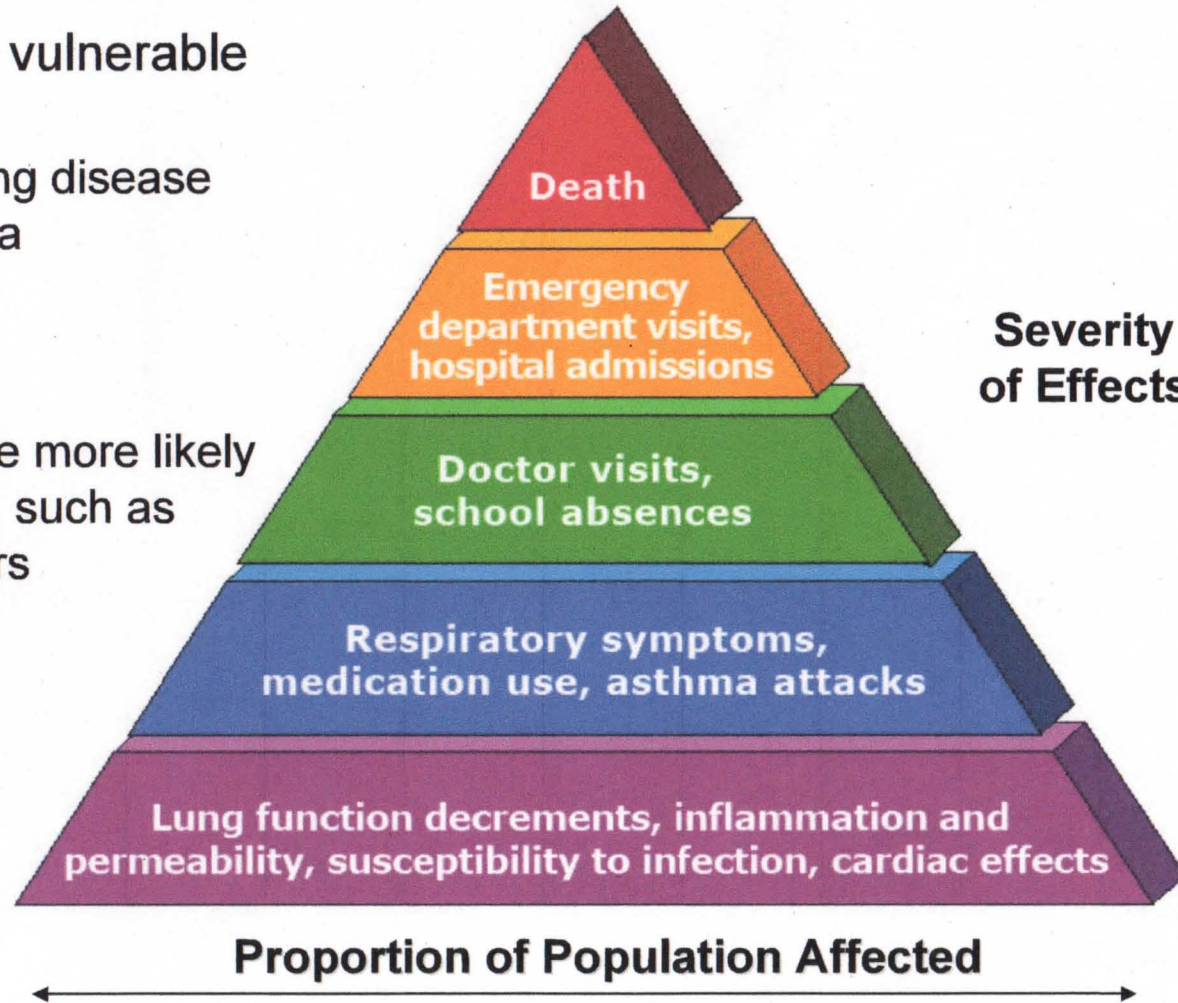 vulnerable
ng disease
a
e more likely
such as
rs
Death
Emergency
department visits,
hospital admissions
Severity
of Effects
Doctor visits,
school absences
Respiratory symptoms,
medication use, asthma attacks
Lung function decrements, inflammation and
permeability, susceptibility to infection, cardiac effects
Proportion of Population Affected